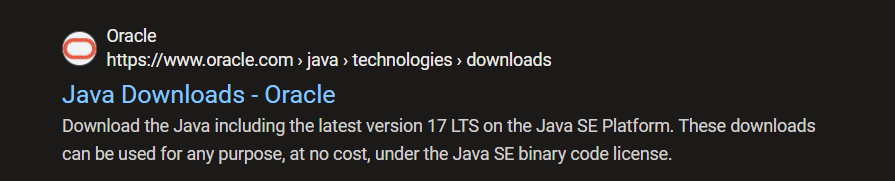 Oracle
https://www.oracle.com › java › technologies › downloads
Java Downloads - Oracle
Download the Java including the latest version 17 LTS on the Java SE Platform. These downloads
can be used for any purpose, at no cost, under the Java SE binary code license.